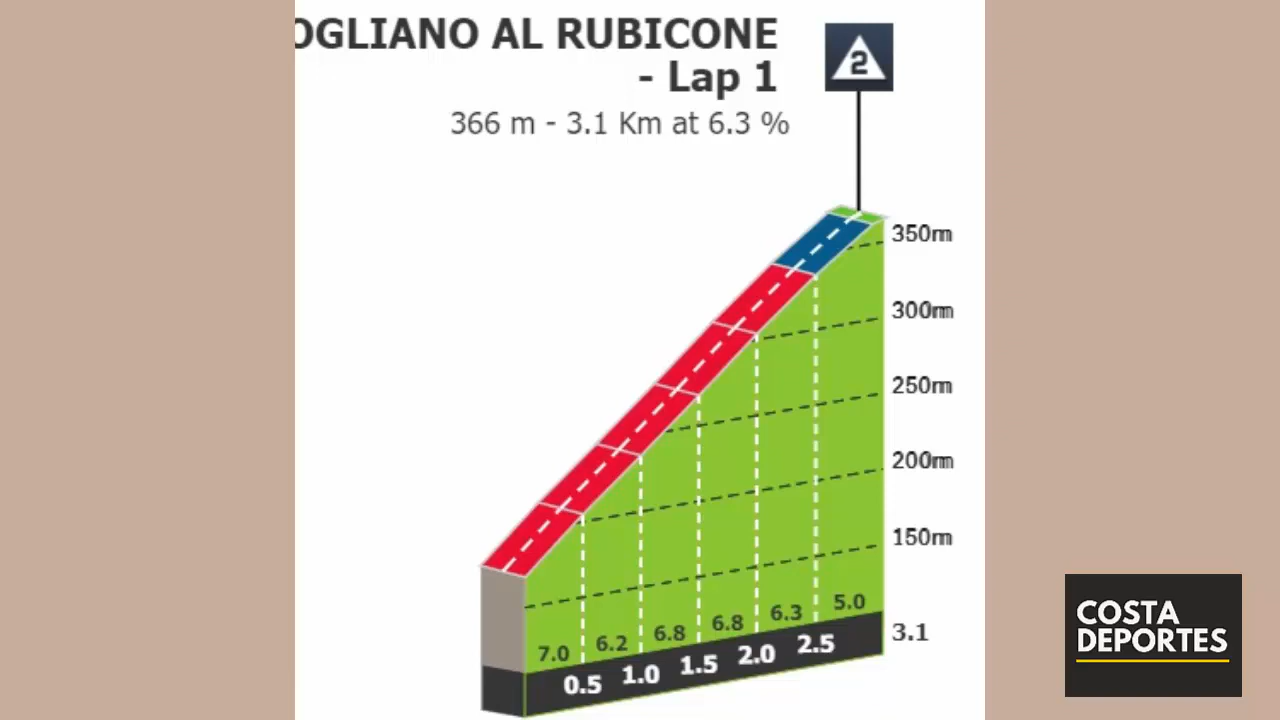 OGLIANO AL RUBICONE
- Lap 1
2
366 m - 3.1 Km at 6.3 %
350m
300m
250m
200m
150m
7.0 6.2 6.8 6.8 6.3 5.0
0.5 1.0 1.5 2.0 2.5 3.1
COSTA
DEPORTES